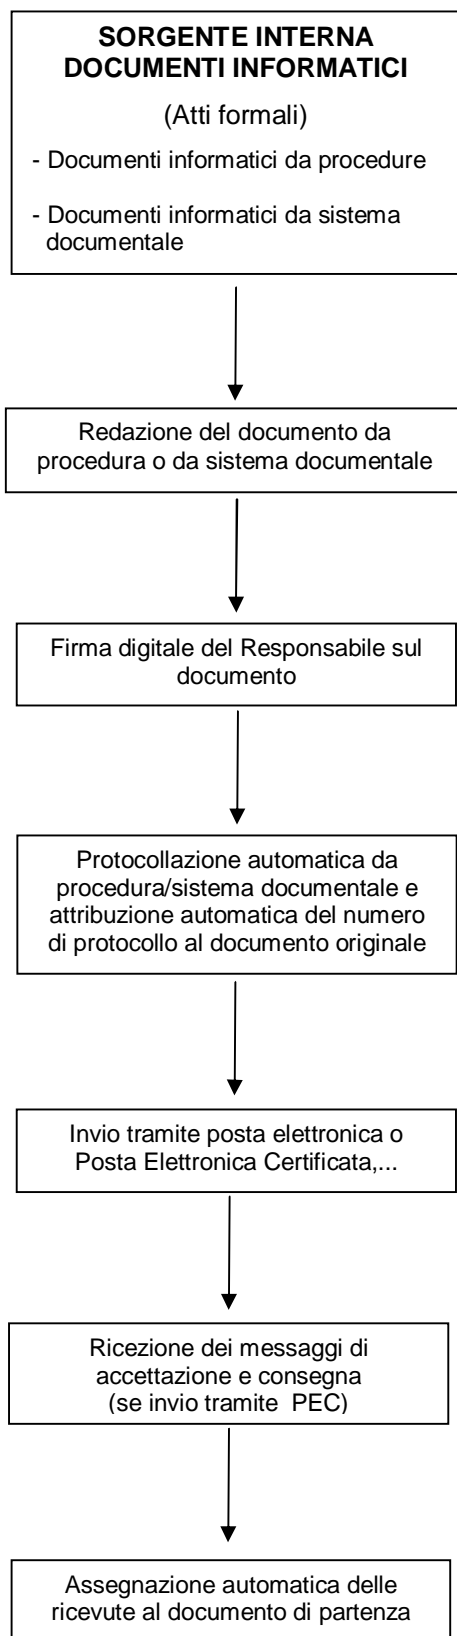 SORGENTE INTERNA
DOCUMENTI INFORMATICI
(Atti formali)
- Documenti informatici da procedure
- Documenti informatici da sistema
documentale
Redazione del documento da
procedura o da sistema documentale
Firma digitale del Responsabile sul
documento
Protocollazione automatica da
procedura/sistema documentale e
attribuzione automatica del numero
di protocollo al documento originale
Invio tramite posta elettronica o
Posta Elettronica Certificata,...
Ricezione dei messaggi di
accettazione e consegna
(se invio tramite PEC)
Assegnazione automatica delle
ricevute al documento di partenza